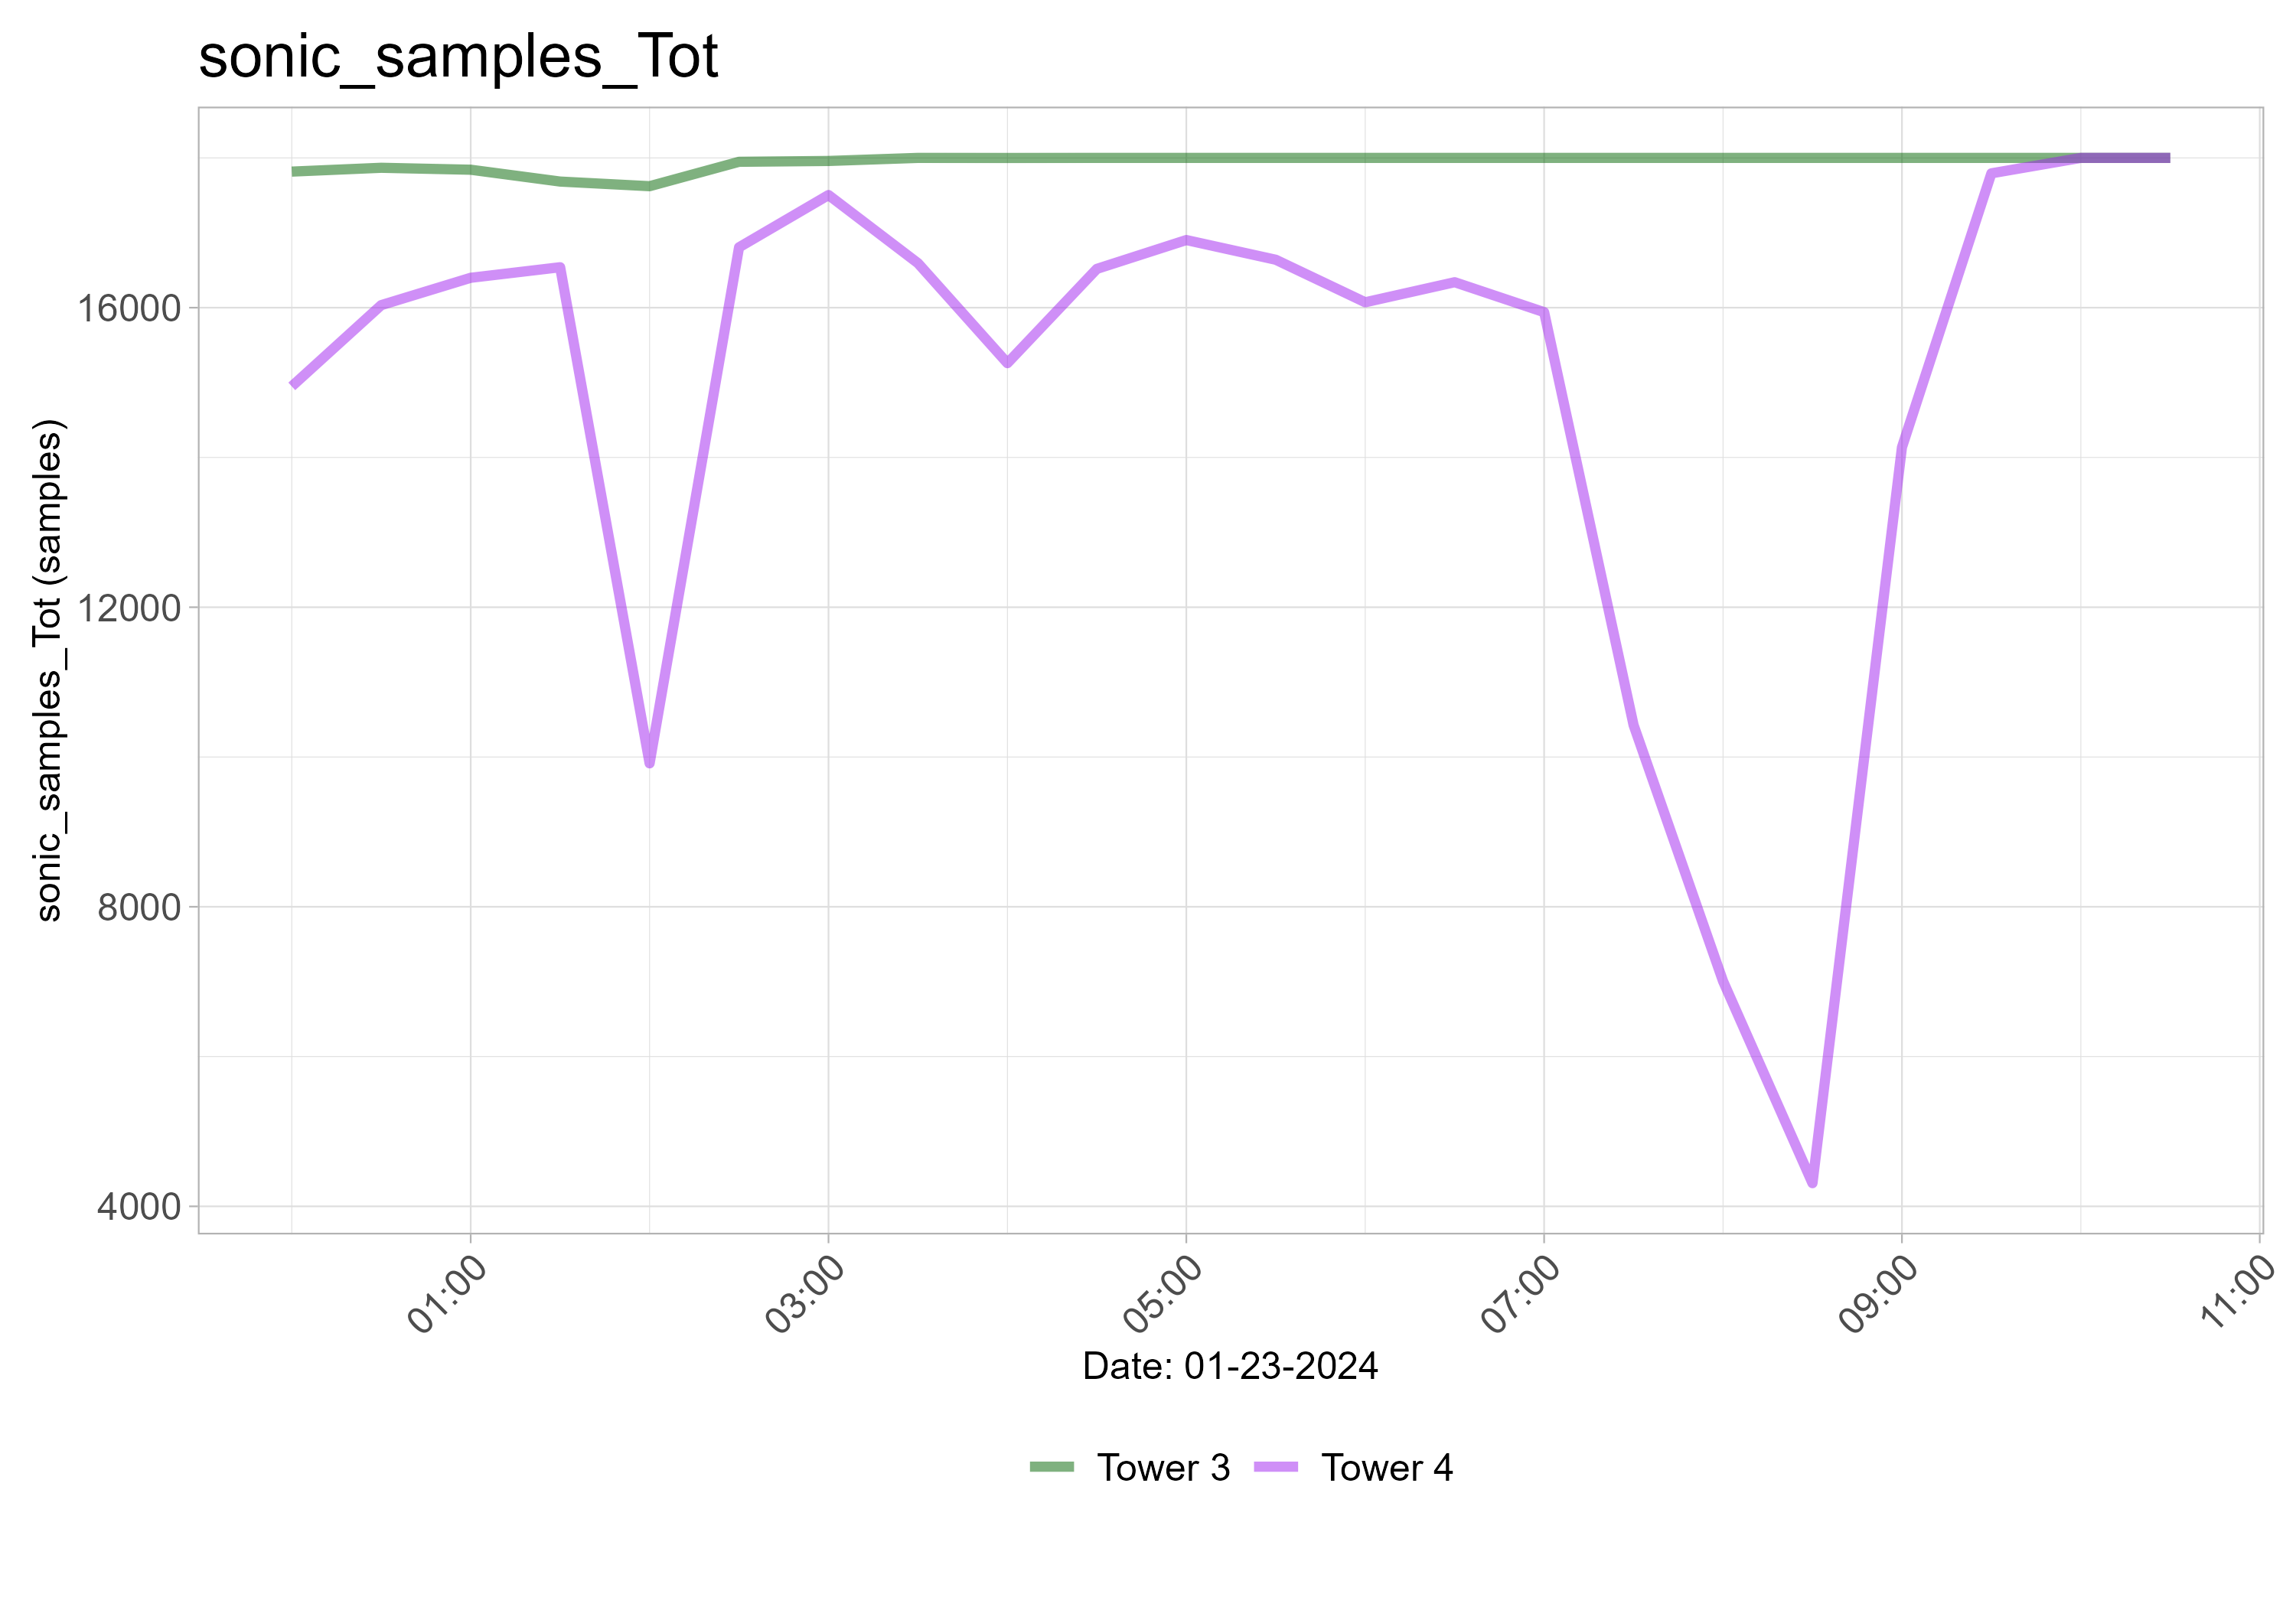 sonic_samples_Tot
sonic_samples_Tot (samples)
16000
12000
8000
4000
01:00
03:00
05:00
07:00
09:00
11:00
Date: 01-23-2024
Tower 3
Tower 4